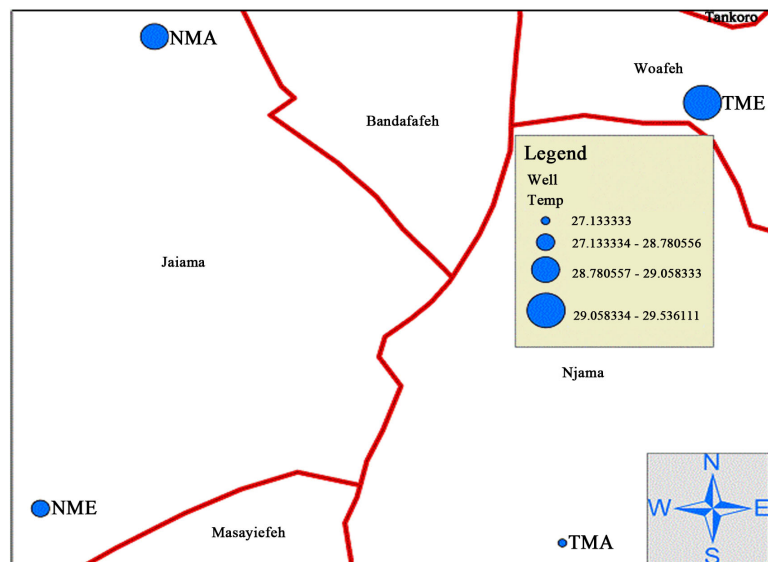 Tankoro
NMA
Woafeh
TME
Bandafafeh
Legend
Well
Temp
27.133333
27.133334 - 28.780556
28.780557 - 29.058333
29.058334 - 29.536111
Jaiama
Njama
N
W E
S
NME
Masayiefeh
TMA